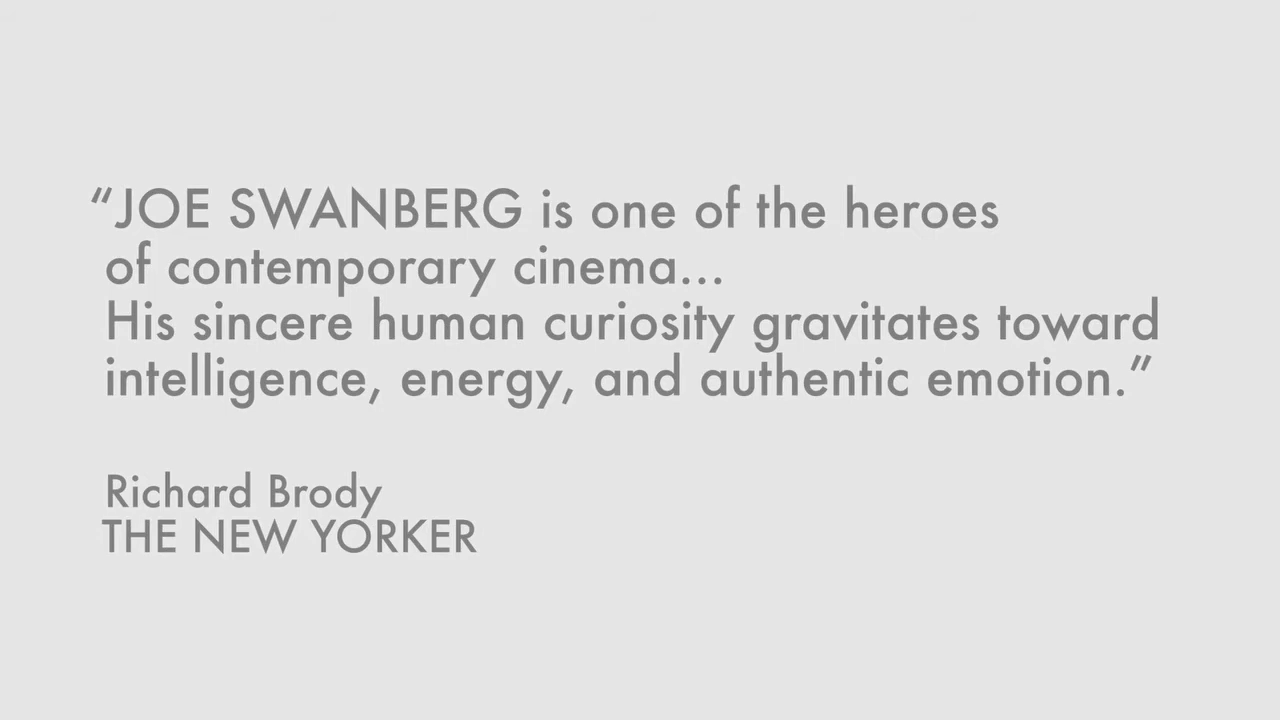 “JOE SWANBERG is one of the heroes
of contemporary cinema...
His sincere human curiosity gravitates toward
intelligence, energy, and authentic emotion.”
Richard Brody
THE NEW YORKER